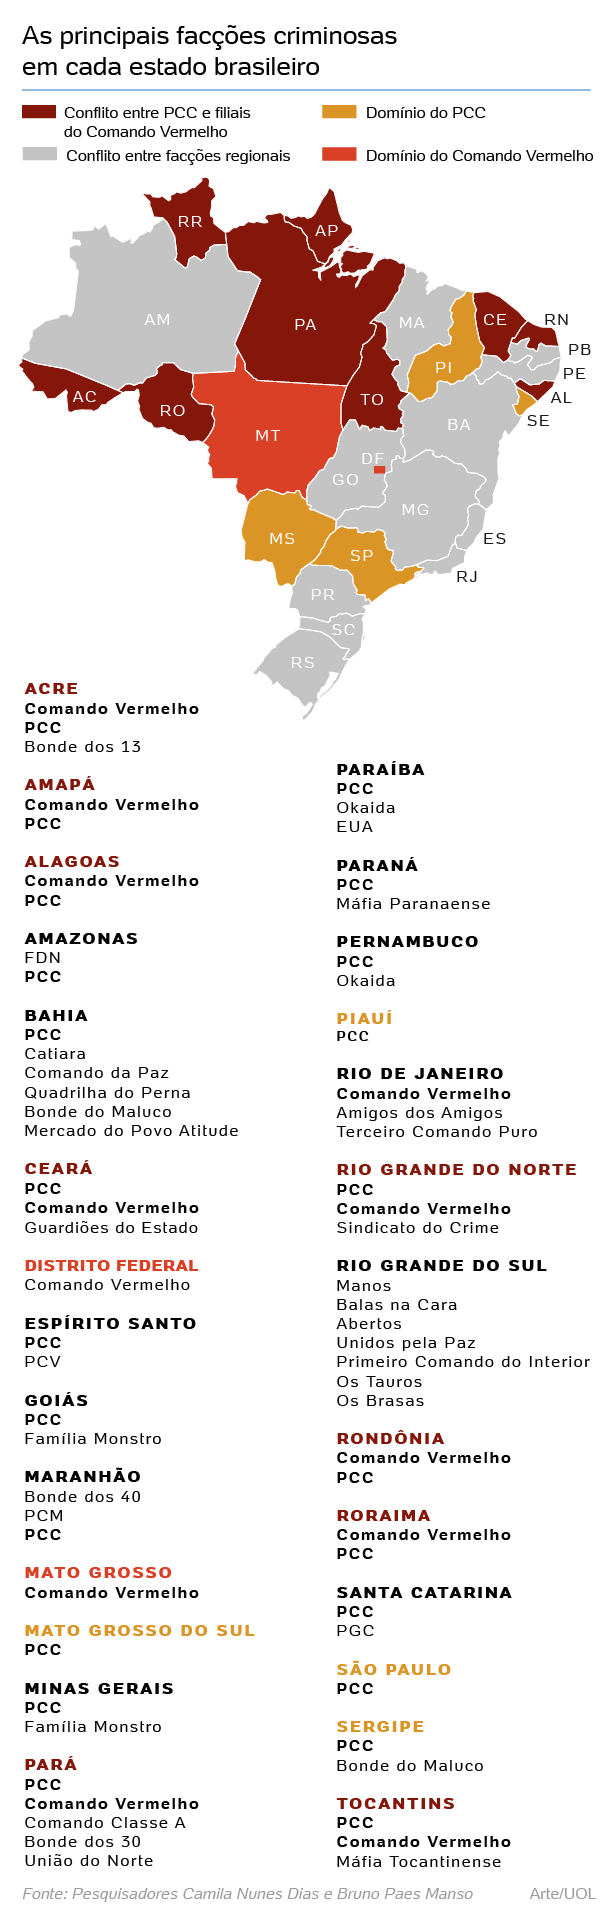 As principais facções criminosas
em cada estado brasileiro
Conflito entre PCC e filiais
do Comando Vermelho
Domínio do PCC
Conflito entre facções regionais
Domínio do Comando Vermelho
RR
AP
AM
PA
MA
CE
RN
PB
PI
PE
AC
RO
TO
AL
SE
MT
BA
DF
GO
MG
MS
SP
ES
RJ
PR
SC
RS
ACRE
Comando Vermelho
PCC
Bonde dos 13
AMAPÁ
Comando Vermelho
PCC
ALAGOAS
Comando Vermelho
PCC
AMAZONAS
FDN
PCC
BAHIA
PCC
Catiara
Comando da Paz
Quadrilha do Perna
Bonde do Maluco
Mercado do Povo Atitude
CEARÁ
PCC
Comando Vermelho
Guardiões do Estado
DISTRITO FEDERAL
Comando Vermelho
ESPÍRITO SANTO
PCC
PCV
GOIÁS
PCC
Família Monstro
MARANHÃO
Bonde dos 40
PCM
PCC
MATO GROSSO
Comando Vermelho
MATO GROSSO DO SUL
PCC
MINAS GERAIS
PCC
Família Monstro
PARÁ
PCC
Comando Vermelho
Comando Classe A
Bonde dos 30
União do Norte
PARAÍBA
PCC
Okaida
EUA
PARANÁ
PCC
Máfia Paranaense
PERNAMBUCO
PCC
Okaida
PIAUÍ
PCC
RIO DE JANEIRO
Comando Vermelho
Amigos dos Amigos
Terceiro Comando Puro
RIO GRANDE DO NORTE
PCC
Comando Vermelho
Sindicato do Crime
RIO GRANDE DO SUL
Manos
Balas na Cara
Abertos
Unidos pela Paz
Primeiro Comando do Interior
Os Tauros
Os Brasas
RONDÔNIA
Comando Vermelho
PCC
RORAIMA
Comando Vermelho
PCC
SANTA CATARINA
PCC
PGC
SÃO PAULO
PCC
SERGIPE
PCC
Bonde do Maluco
TOCANTINS
PCC
Comando Vermelho
Máfia Tocantinense
Fonte: Pesquisadores Camila Nunes Dias e Bruno Paes Manso
Arte/UOL